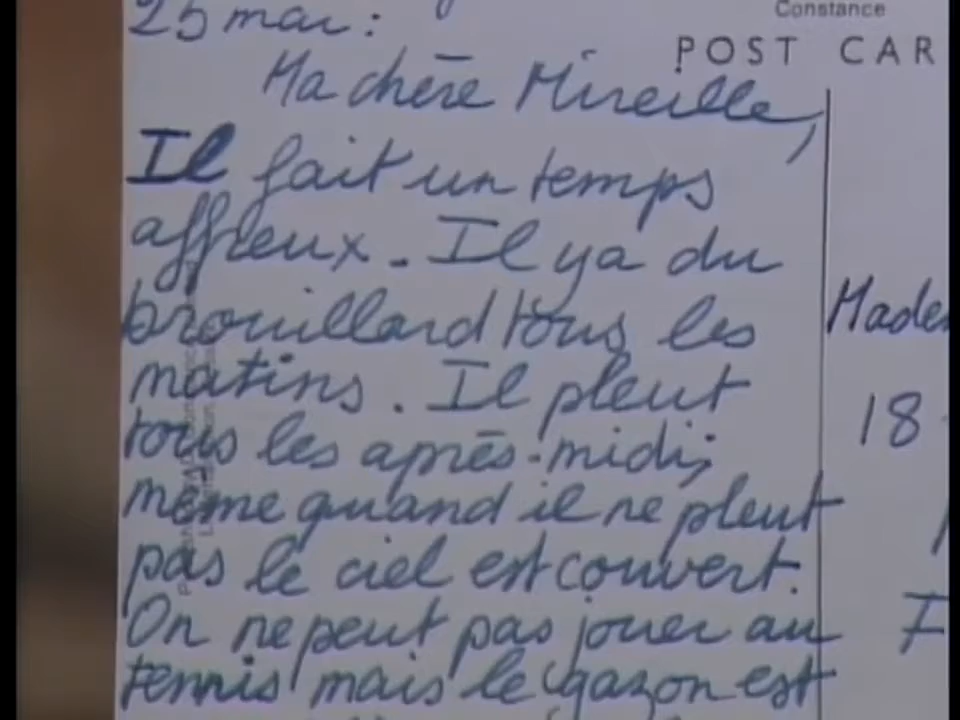 Constance
POST CAR
25 mai:
Ma chère Mireille,
Il fait un temps
affreux. Il y a du
brouillard tous les
matins. Il pleut
tous les après-midi;
même quand il ne pleut
pas le ciel est couvert.
On ne peut pas jouer au
tennis mais le gazon est
Made
18
F